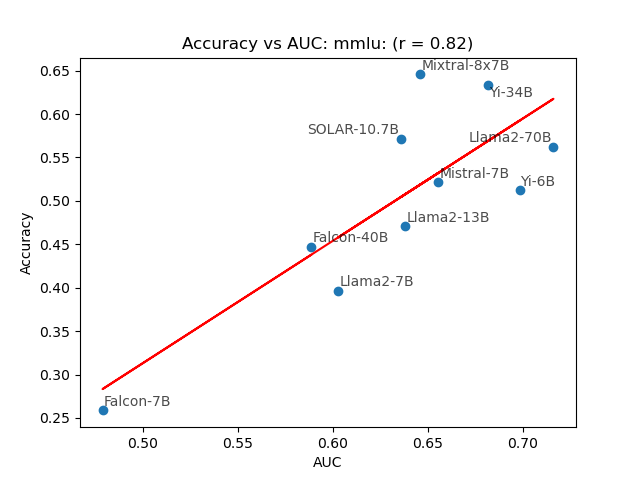 Accuracy vs AUC: mmlu: (r = 0.82)
0.65
0.60
0.55
0.50
0.45
0.40
0.35
0.30
0.25
Accuracy
Mixtral-8x7B
Yi-34B
SOLAR-10.7B
Llama2-70B
Mistral-7B
Yi-6B
Llama2-13B
Falcon-40B
Llama2-7B
Falcon-7B
0.50
0.55
0.60
0.65
0.70
AUC